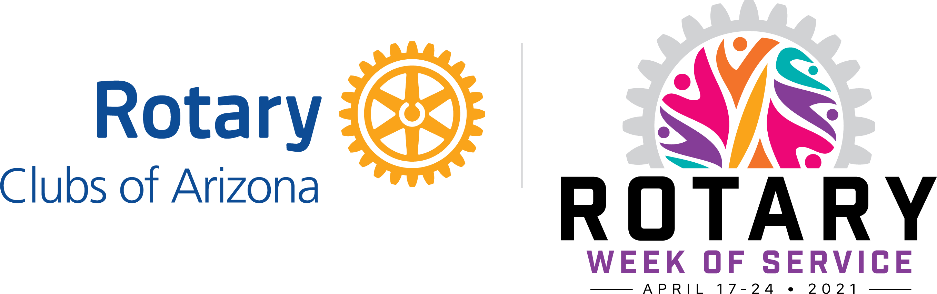 Rotary
Clubs of Arizona
ROTARY
WEEK OF SERVICE
APRIL 17-24 • 2021